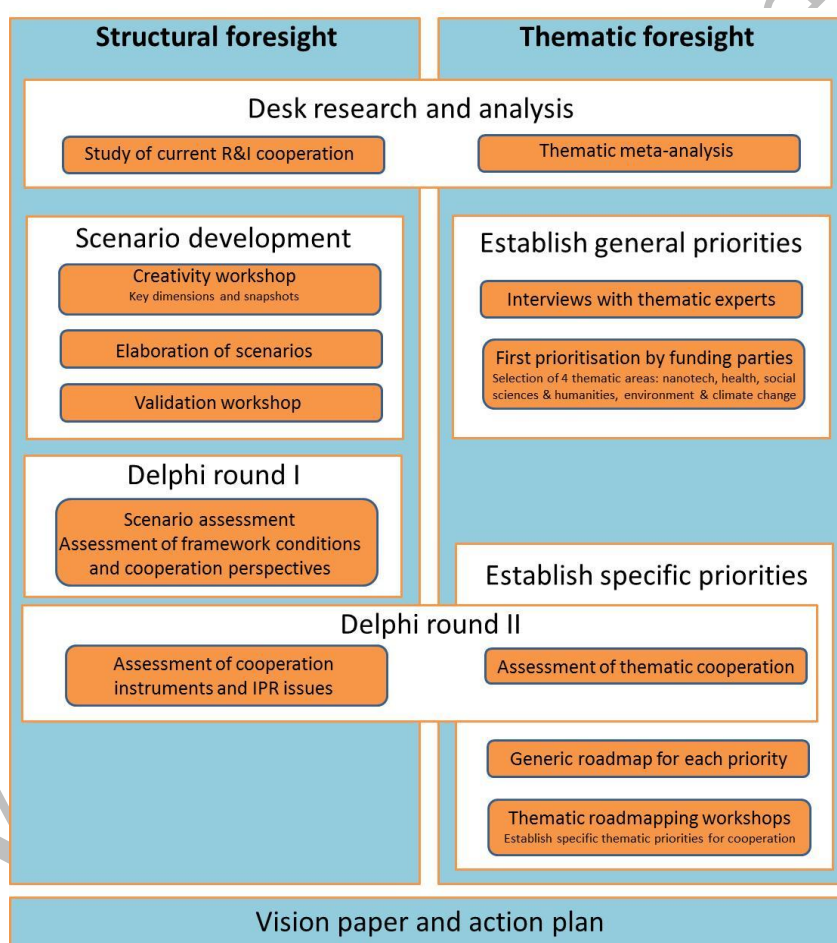 Structural foresight
Thematic foresight
Desk research and analysis
Study of current R&I cooperation
Thematic meta-analysis
Scenario development
Creativity workshop
Key dimensions and snapshots
Elaboration of scenarios
Validation workshop
Establish general priorities
Interviews with thematic experts
First prioritisation by funding parties
Selection of 4 thematic areas: nanotech, health, social
sciences & humanities, environment & climate change
Delphi round I
Scenario assessment
Assessment of framework conditions
and cooperation perspectives
Establish specific priorities
Delphi round II
Assessment of cooperation
instruments and IPR issues
Assessment of thematic cooperation
Generic roadmap for each priority
Thematic roadmapping workshops
Establish specific thematic priorities for cooperation
Vision paper and action plan